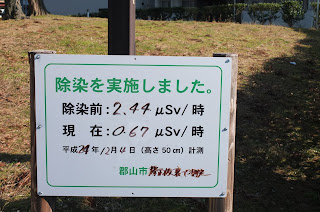 除染を実施しました。
除染前:2.44 μSv/時
現 在:0.67 μSv/時
平成24年12月4日(高さ50㎝)計測
郡山市